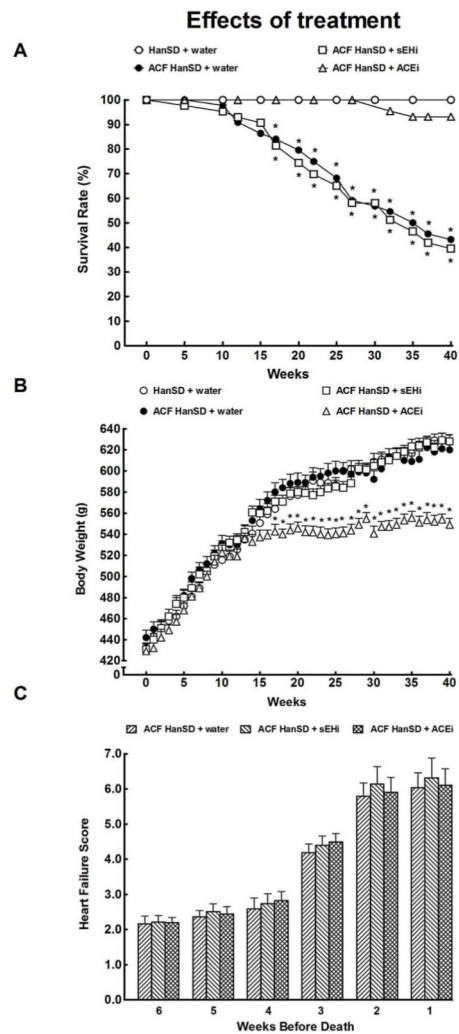 Effects of treatment
A
HanSD + water
ACF HanSD + sEHi
ACF HanSD + water
ACF HanSD + ACEi
Survival Rate (%)
100
90
80
70
60
50
40
30
20
10
0
0 5 10 15 20 25 30 35 40
Weeks
B
HanSD + water
ACF HanSD + sEHi
ACF HanSD + water
ACF HanSD + ACEi
Body Weight (g)
640
620
600
580
560
540
520
500
480
460
440
420
0
0 5 10 15 20 25 30 35 40
Weeks
C
ACF HanSD + water ACF HanSD + sEHi ACF HanSD + ACEi
Heart Failure Score
7.0
6.0
5.0
4.0
3.0
2.0
1.0
0.0
6 5 4 3 2 1
Weeks Before Death